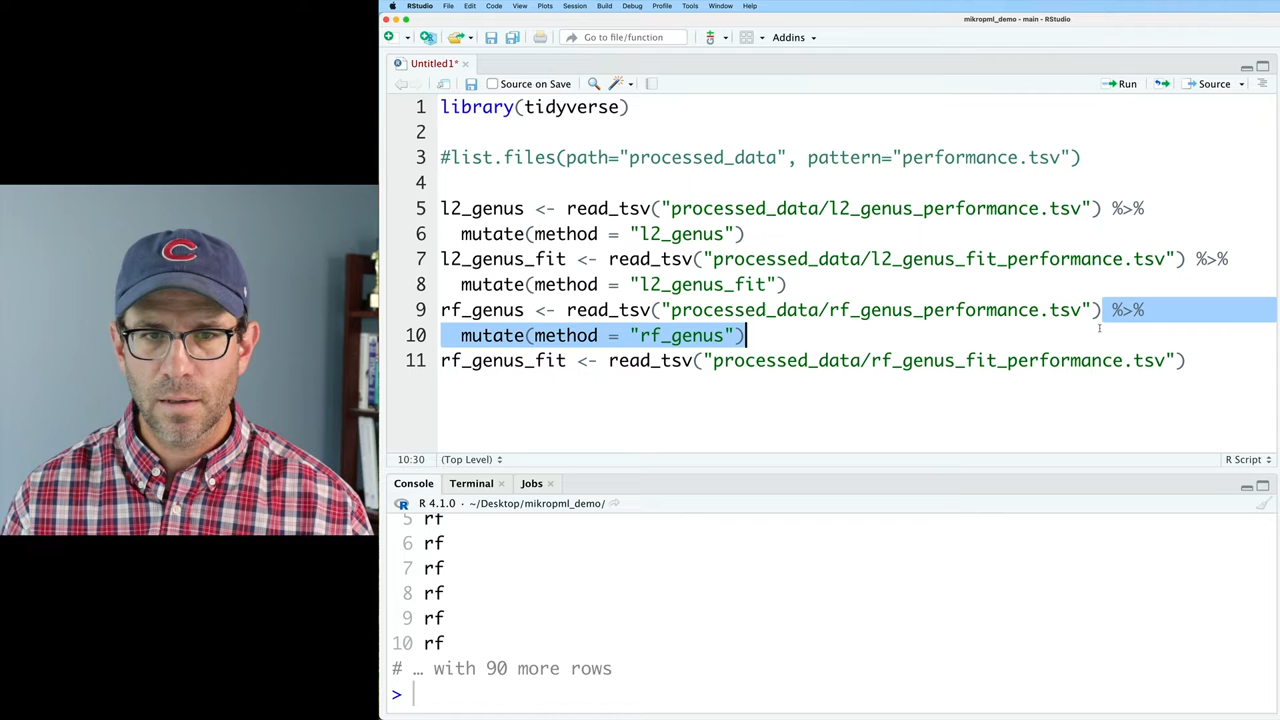 RStudio File Edit Code View Plots Session Build Debug Profile Tools Window Help
mikropml_demo - main - RStudio
Go to file/function Addins
Untitled1*
Source on Save Run Source
1 library(tidyverse)
2
3 #list.files(path="processed_data", pattern="performance.tsv")
4
5 l2_genus <- read_tsv("processed_data/l2_genus_performance.tsv") %>%
6 mutate(method = "l2_genus")
7 l2_genus_fit <- read_tsv("processed_data/l2_genus_fit_performance.tsv") %>%
8 mutate(method = "l2_genus_fit")
9 rf_genus <- read_tsv("processed_data/rf_genus_performance.tsv") %>%
10 mutate(method = "rf_genus")
11 rf_genus_fit <- read_tsv("processed_data/rf_genus_fit_performance.tsv")
10:30 (Top Level) R Script
Console Terminal Jobs
R 4.1.0 · ~/Desktop/mikropml_demo/
5 rf
6 rf
7 rf
8 rf
9 rf
10 rf
# … with 90 more rows
>
C